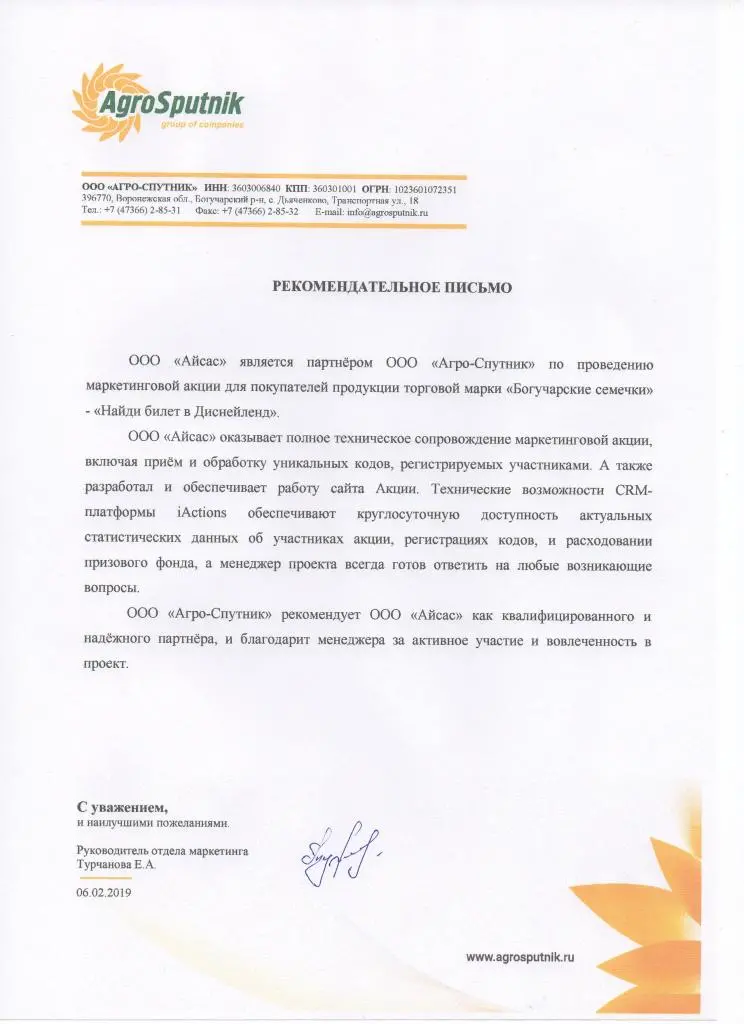 AgroSputnik
group of companies
ООО «АГРО-СПУТНИК» ИНН: 3603006840 КПП: 360301001 ОГРН: 1023601072351
396770, Воронежская обл., Богучарский р-н, с. Дьяченково, Транспортная ул., 18
Тел.: +7 (47366) 2-85-31 Факс: +7 (47366) 2-85-32 E-mail: info@agrosputnik.ru
РЕКОМЕНДАТЕЛЬНОЕ ПИСЬМО
ООО «Айсас» является партнёром ООО «Агро-Спутник» по проведению
маркетинговой акции для покупателей продукции торговой марки «Богучарские семечки»
- «Найди билет в Диснейленд».
ООО «Айсас» оказывает полное техническое сопровождение маркетинговой акции,
включая приём и обработку уникальных кодов, регистрируемых участниками. А также
разработал и обеспечивает работу сайта Акции. Технические возможности CRM-
платформы iActions обеспечивают круглосуточную доступность актуальных
статистических данных об участниках акции, регистрациях кодов, и расходовании
призового фонда, а менеджер проекта всегда готов ответить на любые возникающие
вопросы.
ООО «Агро-Спутник» рекомендует ООО «Айсас» как квалифицированного и
надёжного партнёра, и благодарит менеджера за активное участие и вовлеченность в
проект.
С уважением,
и наилучшими пожеланиями.
Руководитель отдела маркетинга
Турчанова Е.А.
06.02.2019
www.agrosputnik.ru